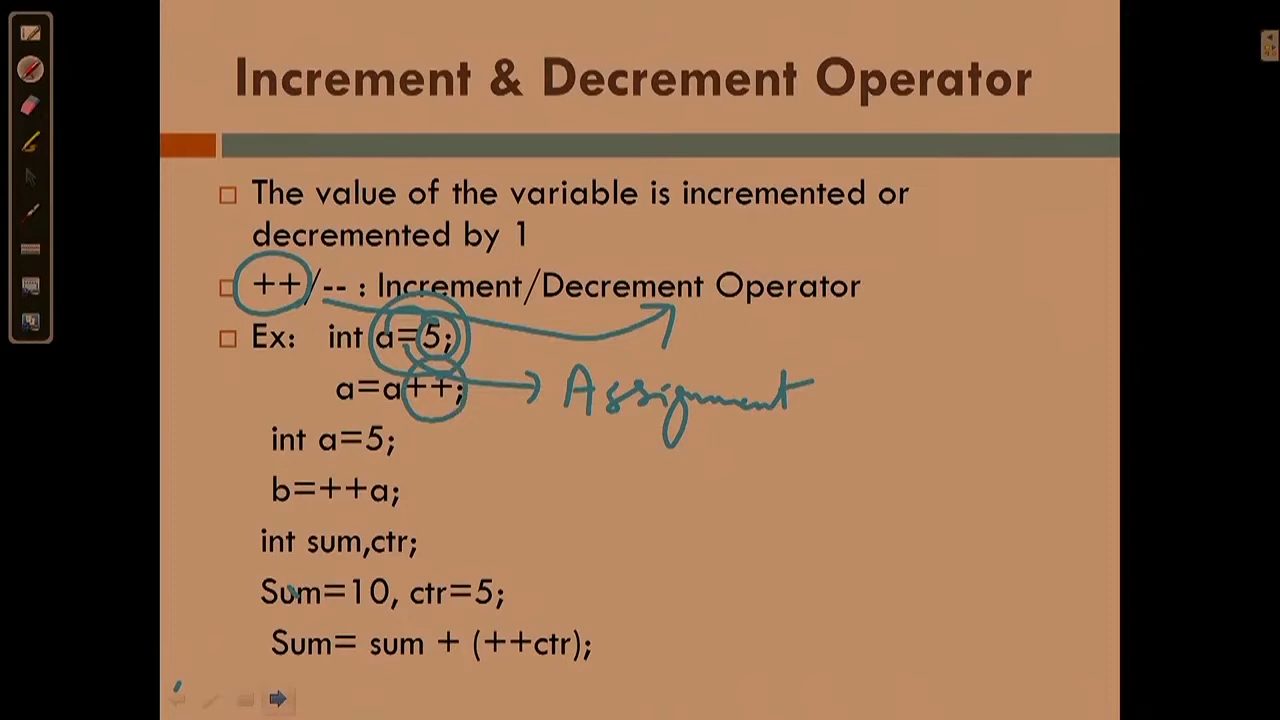 Increment & Decrement Operator
The value of the variable is incremented or
decremented by 1
++/-- : Increment/Decrement Operator
Ex: int a=5;
a=a++; Assignment
int a=5;
b=++a;
int sum,ctr;
Sum=10, ctr=5;
Sum= sum + (++ctr);